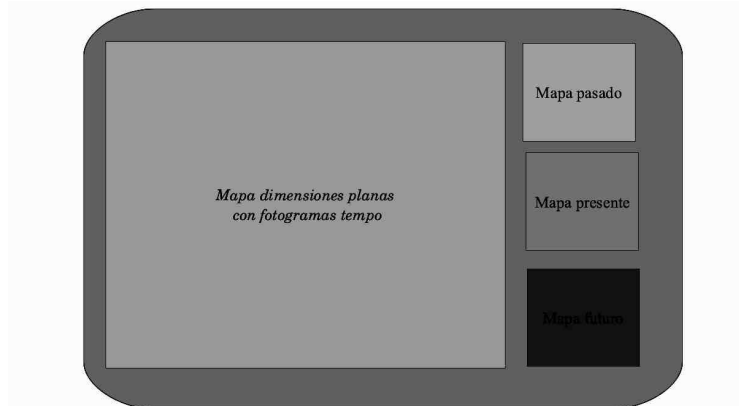 Mapa dimensiones planas
con fotogramas tempo
Mapa pasado
Mapa presente
Mapa futuro